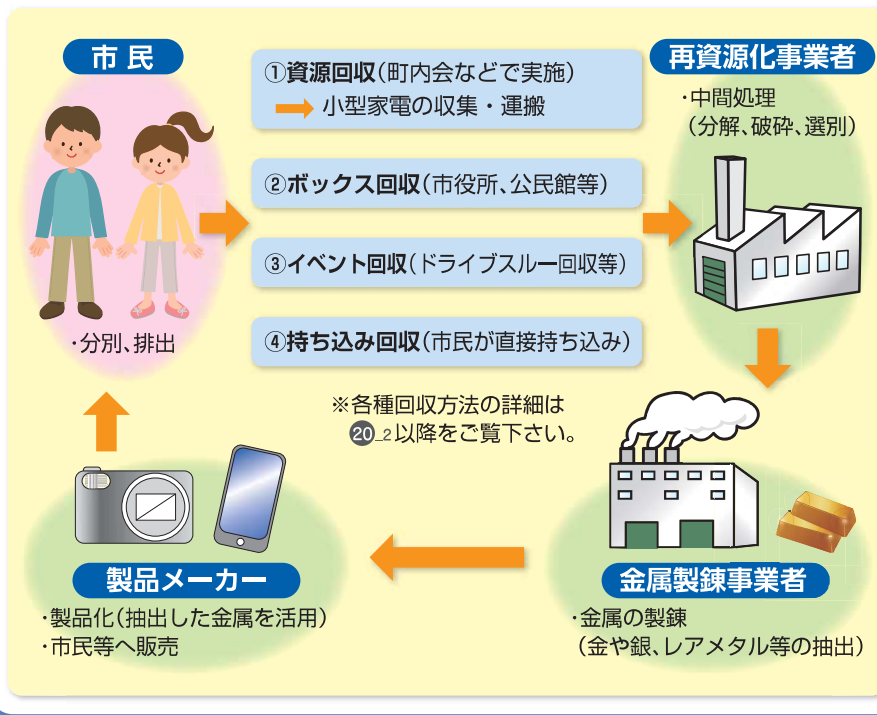 市民
・分別、排出
①資源回収(町内会などで実施)
小型家電の収集・運搬
②ボックス回収(市役所、公民館等)
③イベント回収(ドライブスルー回収等)
④持ち込み回収(市民が直接持ち込み)
※各種回収方法の詳細は
20_2以降をご覧下さい。
再資源化事業者
・中間処理
(分解、破砕、選別)
金属製錬事業者
・金属の製錬
(金や銀、レアメタル等の抽出)
製品メーカー
・製品化(抽出した金属を活用)
・市民等へ販売